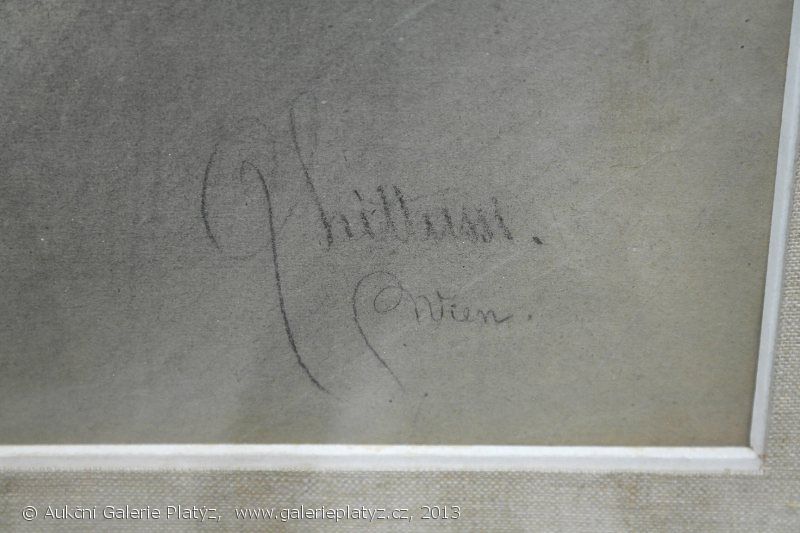 Wien.
© Aukční Galerie Platýz, www.galerieplatyz.cz, 2013